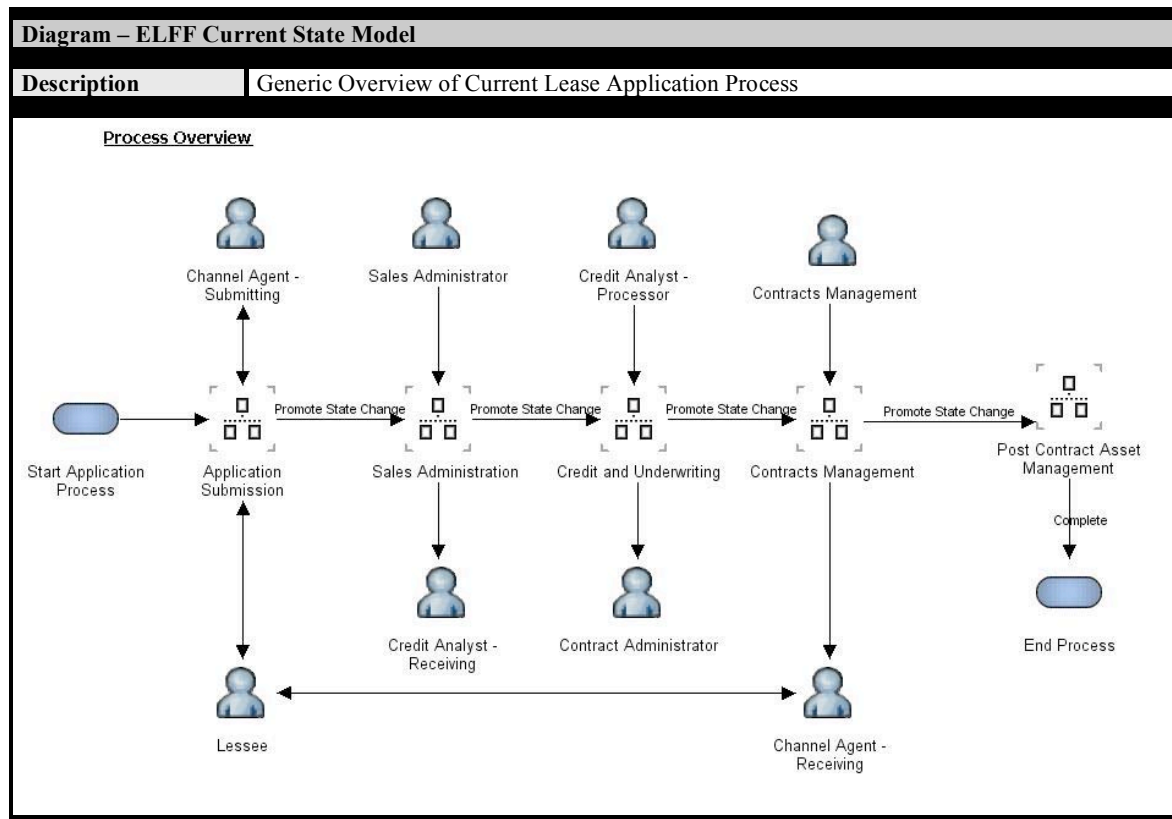 Diagram – ELFF Current State Model
Description
Generic Overview of Current Lease Application Process
Process Overview
Channel Agent -
Submitting
Sales Administrator
Credit Analyst -
Processor
Contracts Management
Promote State Change
Promote State Change
Promote State Change
Promote State Change
Start Application
Process
Application
Submission
Sales Administration
Credit and Underwriting
Contracts Management
Post Contract Asset
Management
Complete
Credit Analyst -
Receiving
Contract Administrator
End Process
Lessee
Channel Agent -
Receiving